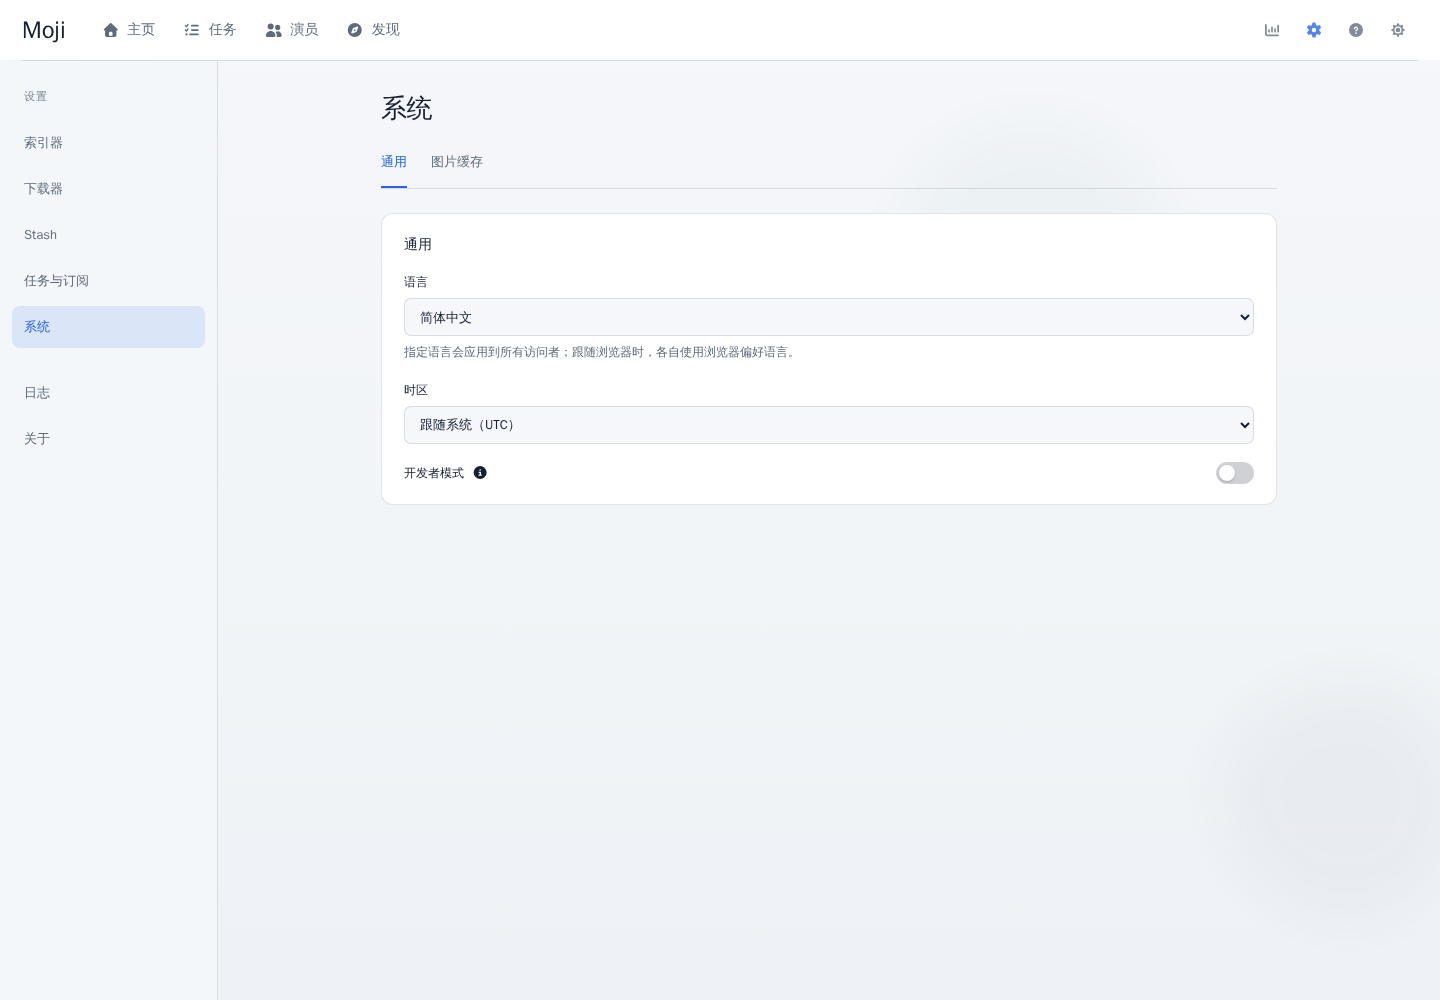 Moji 主页 任务 演员 发现
设置
索引器
下载器
Stash
任务与订阅
系统
日志
关于
系统
通用 图片缓存
通用
语言
简体中文
指定语言会应用到所有访问者；跟随浏览器时，各自使用浏览器偏好语言。
时区
跟随系统（UTC）
开发者模式